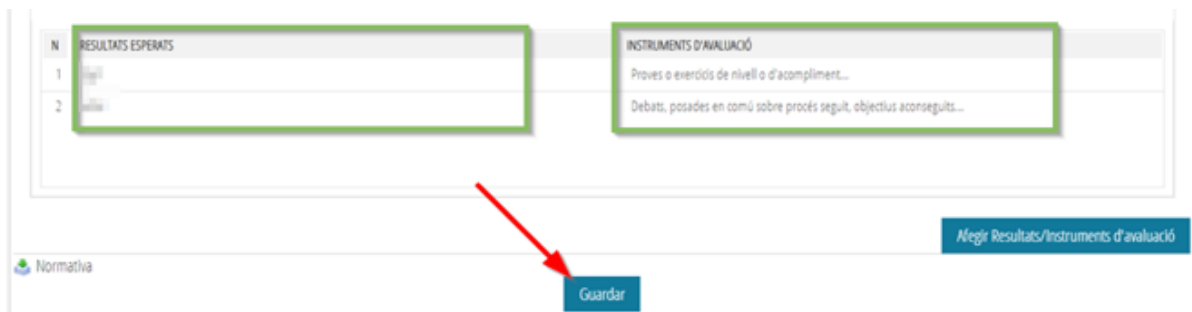 N RESULTATS ESPERATS INSTRUMENTS D'AVALUACIÓ
1 Proves o exercicis de nivell o d'acompliment...
2 Debats, posades en comú sobre procés seguit, objectius aconseguits...
Afegir Resultats/Instruments d'avaluació
Normativa
Guardar